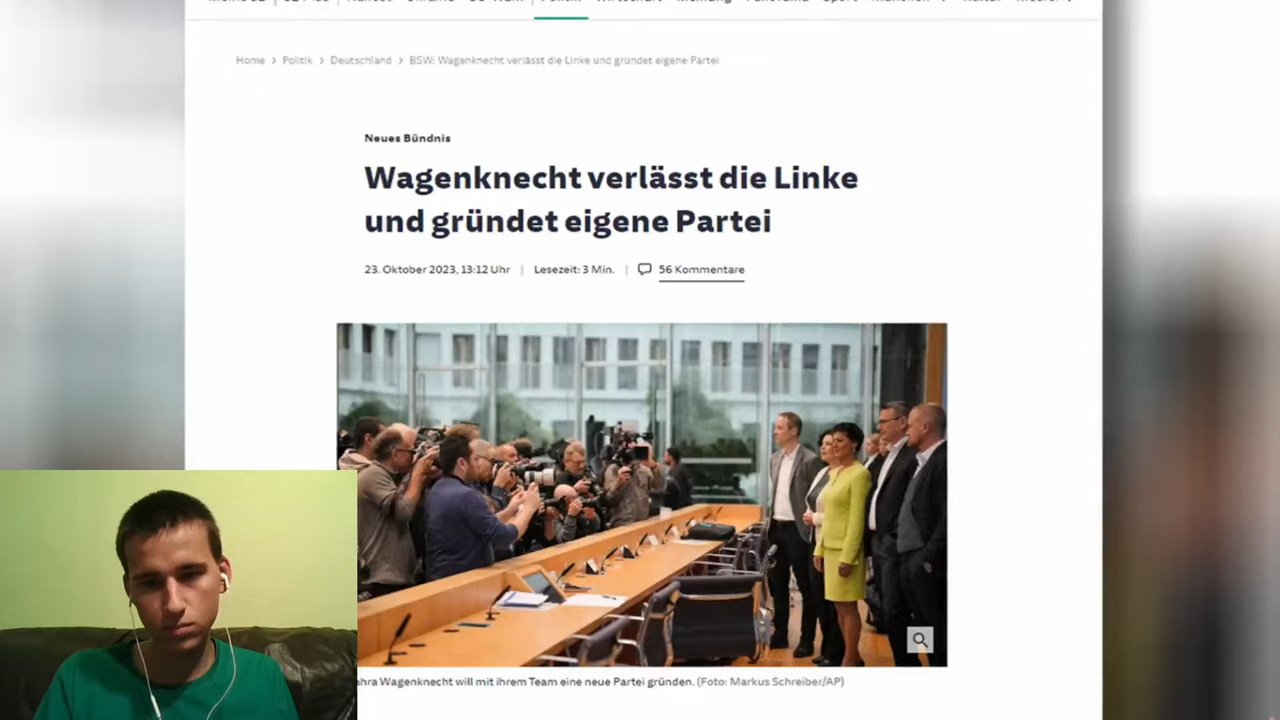 Home > Politik > Deutschland > BSW: Wagenknecht verlässt die Linke und gründet eigene Partei
Neues Bündnis
Wagenknecht verlässt die Linke
und gründet eigene Partei
23. Oktober 2023, 13:12 Uhr | Lesezeit: 3 Min. | 56 Kommentare
ahra Wagenknecht will mit ihrem Team eine neue Partei gründen. (Foto: Markus Schreiber/AP)